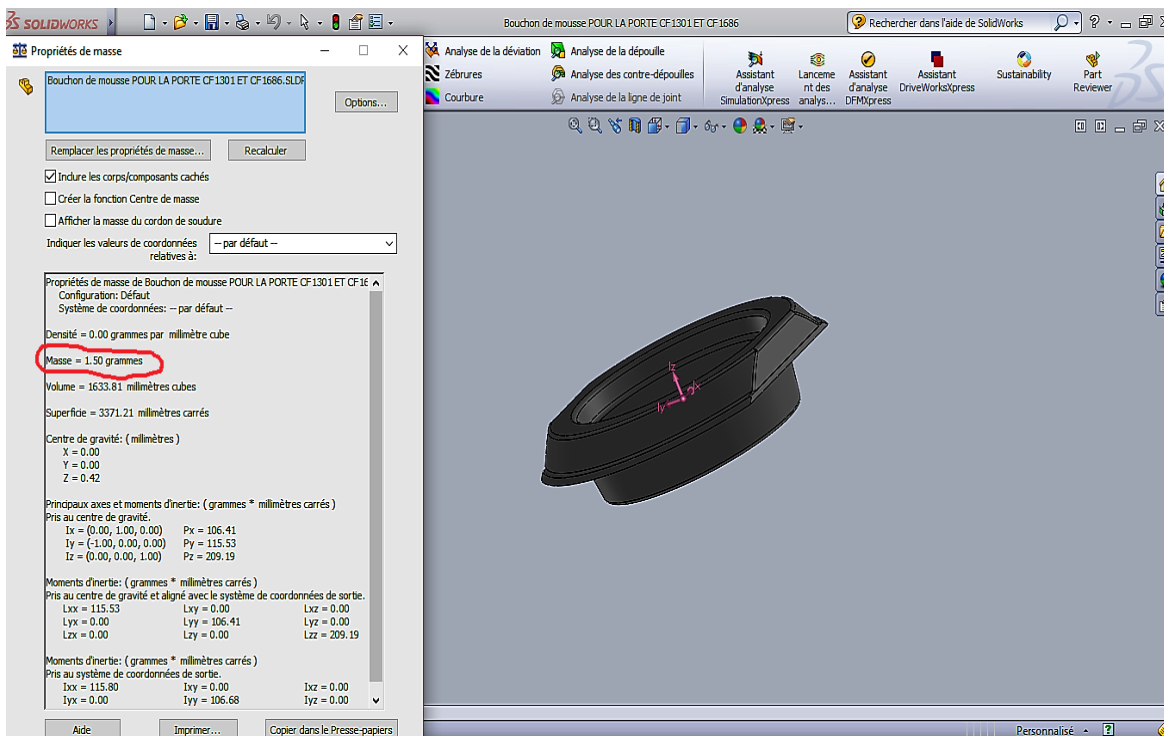 SOLIDWORKS
Bouchon de mousse POUR LA PORTE CF1301 ET CF1686
Rechercher dans l'aide de SolidWorks
Propriétés de masse
Bouchon de mousse POUR LA PORTE CF1301 ET CF1686.SLDF
Options...
Remplacer les propriétés de masse...
Recalculer
Inclure les corps/composants cachés
Créer la fonction Centre de masse
Afficher la masse du cordon de soudure
Indiquer les valeurs de coordonnées
relatives à:
-- par défaut --
Propriétés de masse de Bouchon de mousse POUR LA PORTE CF1301 ET CF16
Configuration: Défaut
Système de coordonnées: -- par défaut --
Densité = 0.00 grammes par millimètre cube
Masse = 1.50 grammes
Volume = 1633.81 millimètres cubes
Superficie = 3371.21 millimètres carrés
Centre de gravité: ( millimètres )
X = 0.00
Y = 0.00
Z = 0.42
Principaux axes et moments d'inertie: ( grammes * millimètres carrés )
Pris au centre de gravité.
Ix = (0.00, 1.00, 0.00) Px = 106.41
Iy = (-1.00, 0.00, 0.00) Py = 115.53
Iz = (0.00, 0.00, 1.00) Pz = 209.19
Moments d'inertie: ( grammes * millimètres carrés )
Pris au centre de gravité et aligné avec le système de coordonnées de sortie.
Lxx = 115.53 Lxy = 0.00 Lxz = 0.00
Lyx = 0.00 Lyy = 106.41 Lyz = 0.00
Lzx = 0.00 Lzy = 0.00 Lzz = 209.19
Moments d'inertie: ( grammes * millimètres carrés )
Pris au système de coordonnées de sortie.
Ixx = 115.80 Ixy = 0.00 Ixz = 0.00
Iyx = 0.00 Iyy = 106.68 Iyz = 0.00
Aide
Imprimer...
Copier dans le Presse-papiers
Analyse de la déviation
Zébrures
Courbure
Analyse de la dépouille
Analyse des contre-dépouilles
Analyse de la ligne de joint
Assistant
d'analyse
SimulationXpress
Lanceme
nt des
analys...
Assistant
d'analyse
DFMXpress
Assistant
DriveWorksXpress
Sustainability
Part
Reviewer
Iz
Iy
Ix
Personnalisé